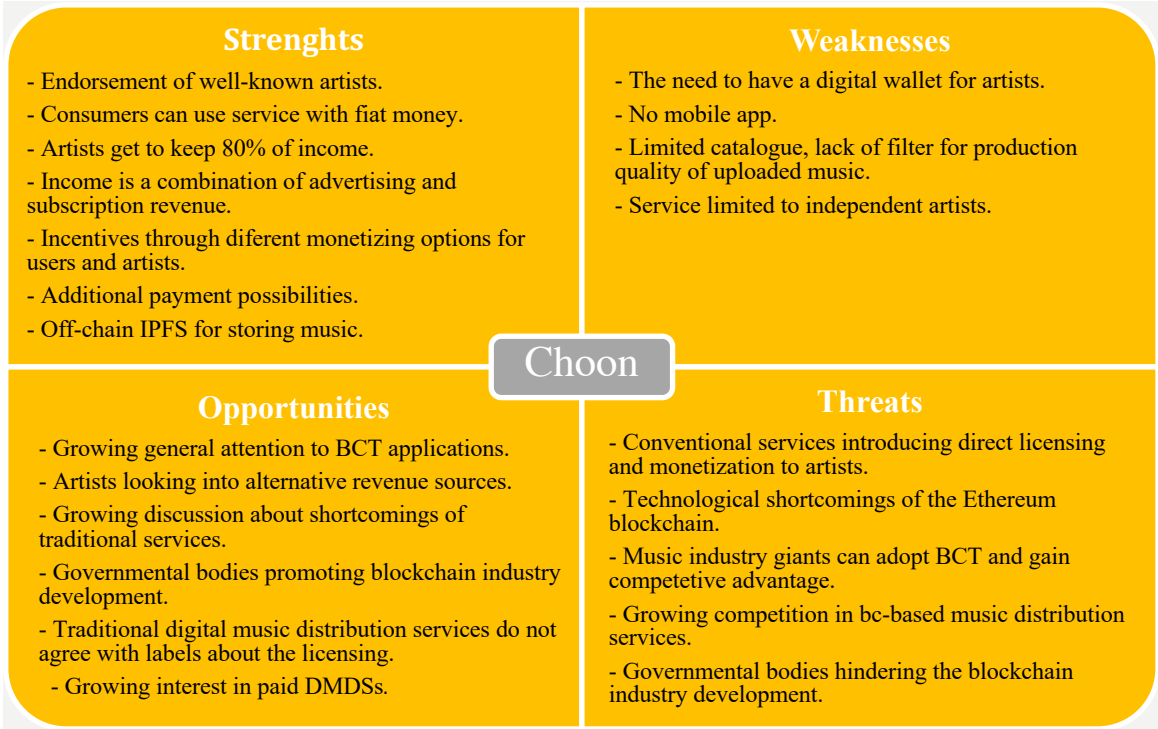 Strenghts
- Endorsement of well-known artists.
- Consumers can use service with fiat money.
- Artists get to keep 80% of income.
- Income is a combination of advertising and
subscription revenue.
- Incentives through diferent monetizing options for
users and artists.
- Additional payment possibilities.
- Off-chain IPFS for storing music.
Weaknesses
- The need to have a digital wallet for artists.
- No mobile app.
- Limited catalogue, lack of filter for production
quality of uploaded music.
- Service limited to independent artists.
Choon
Opportunities
- Growing general attention to BCT applications.
- Artists looking into alternative revenue sources.
- Growing discussion about shortcomings of
traditional services.
- Governmental bodies promoting blockchain industry
development.
- Traditional digital music distribution services do not
agree with labels about the licensing.
- Growing interest in paid DMDSs.
Threats
- Conventional services introducing direct licensing
and monetization to artists.
- Technological shortcomings of the Ethereum
blockchain.
- Music industry giants can adopt BCT and gain
competetive advantage.
- Growing competition in bc-based music distribution
services.
- Governmental bodies hindering the blockchain
industry development.